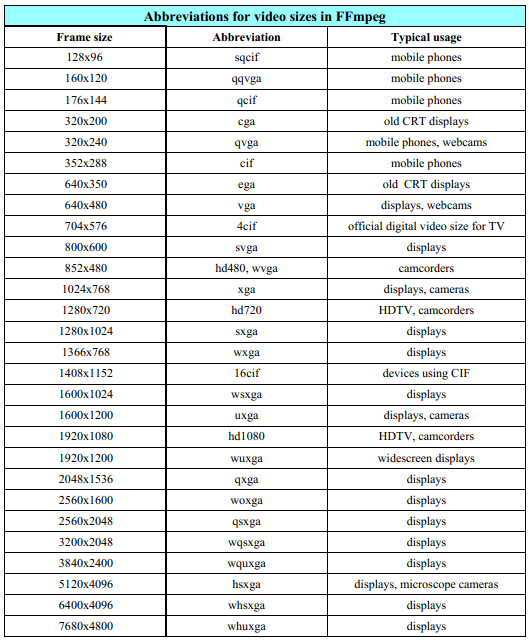 Abbreviations for video sizes in FFmpeg
Frame size Abbreviation Typical usage
128x96 sqcif mobile phones
160x120 qqvga mobile phones
176x144 qcif mobile phones
320x200 cga old CRT displays
320x240 qvga mobile phones, webcams
352x288 cif mobile phones
640x350 ega old CRT displays
640x480 vga displays, webcams
704x576 4cif official digital video size for TV
800x600 svga displays
852x480 hd480, wvga camcorders
1024x768 xga displays, cameras
1280x720 hd720 HDTV, camcorders
1280x1024 sxga displays
1366x768 wxga displays
1408x1152 16cif devices using CIF
1600x1024 wsxga displays
1600x1200 uxga displays, cameras
1920x1080 hd1080 HDTV, camcorders
1920x1200 wuxga widescreen displays
2048x1536 qxga displays
2560x1600 woxga displays
2560x2048 qsxga displays
3200x2048 wqsxga displays
3840x2400 wquxga displays
5120x4096 hsxga displays, microscope cameras
6400x4096 whsxga displays
7680x4800 whuxga displays